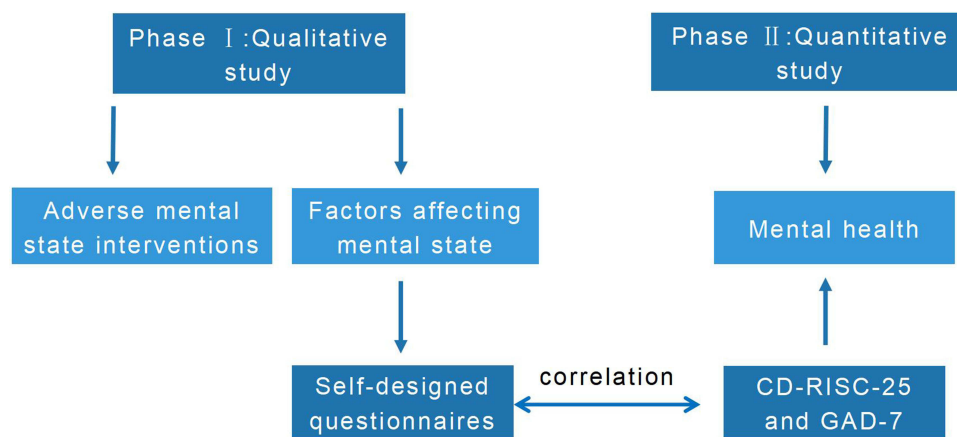 Phase Ⅰ:Qualitative
study
Phase Ⅱ:Quantitative
study
Adverse mental
state interventions
Factors affecting
mental state
Mental health
Self-designed
questionnaires
correlation
CD-RISC-25
and GAD-7